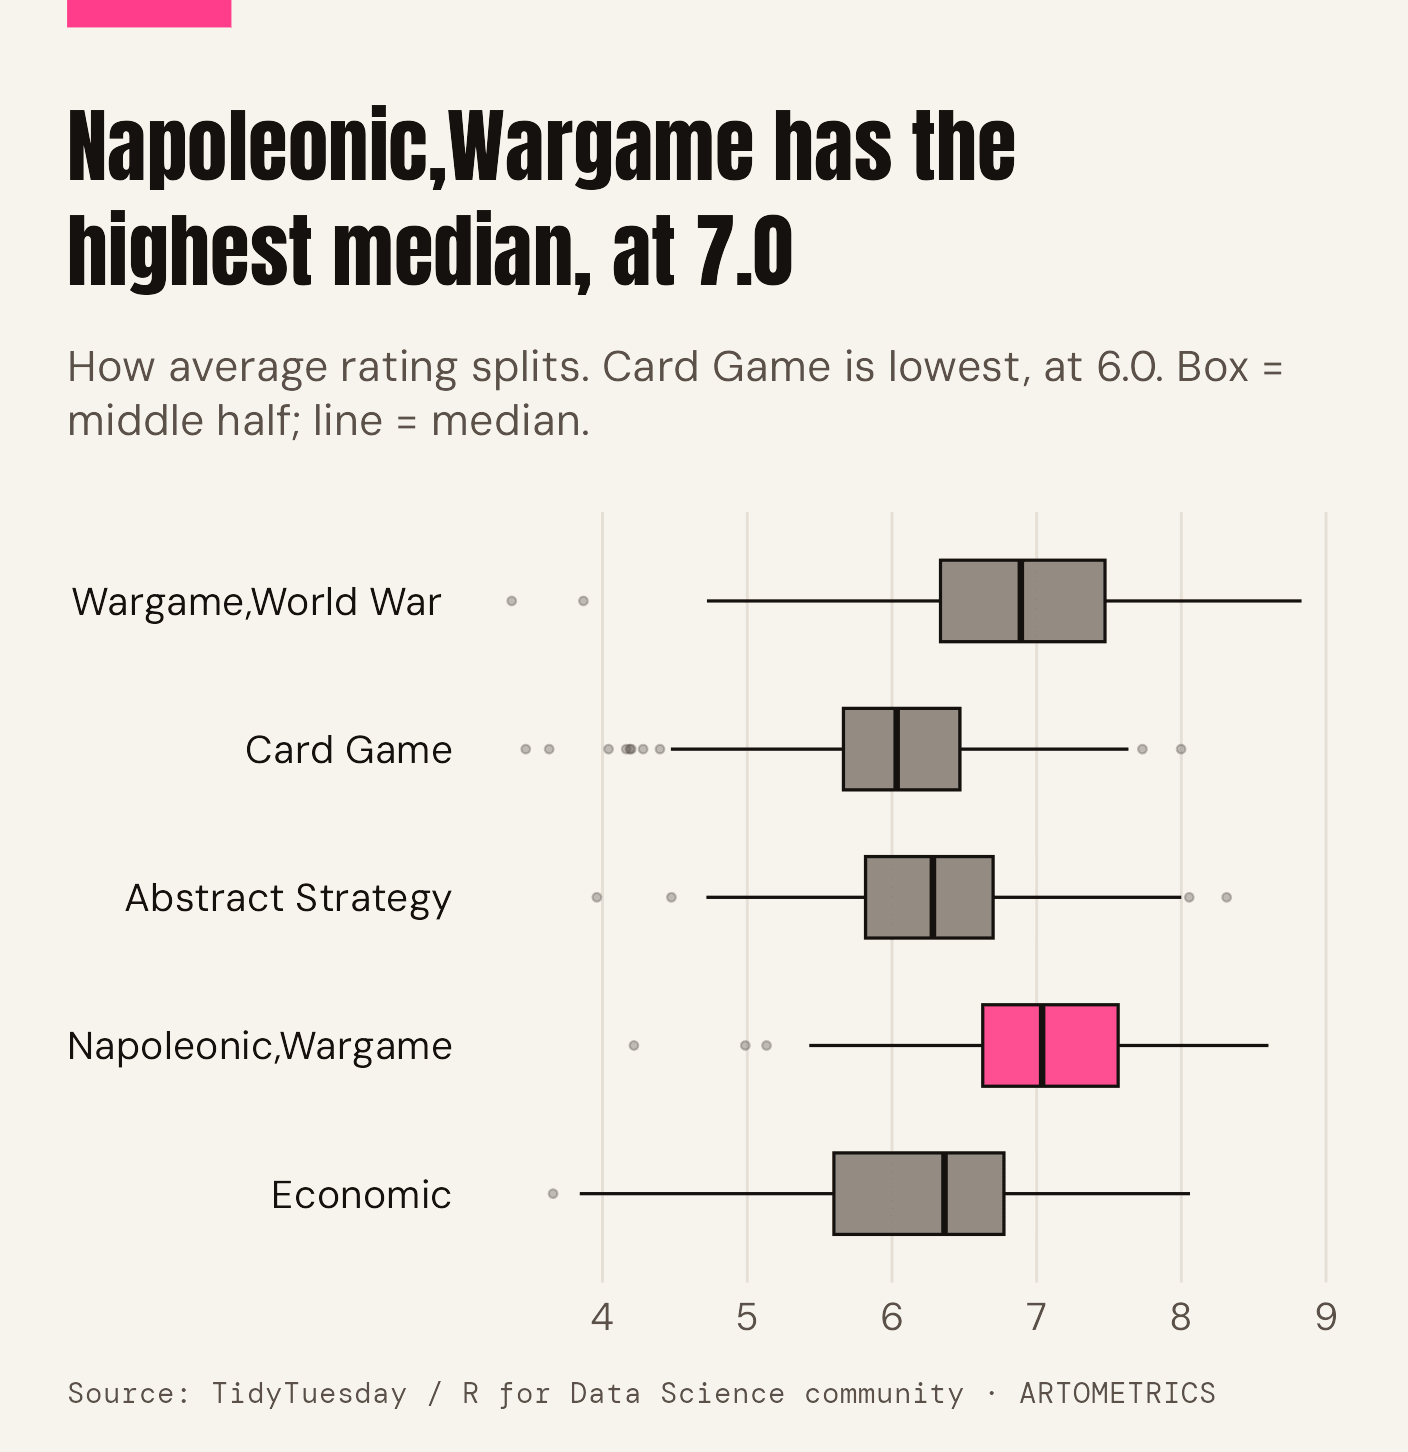 Napoleonic,Wargame has the
highest median, at 7.0
How average rating splits. Card Game is lowest, at 6.0. Box =
middle half; line = median.
Wargame,World War
Card Game
Abstract Strategy
Napoleonic,Wargame
Economic
4 5 6 7 8 9
Source: TidyTuesday / R for Data Science community · ARTOMETRICS